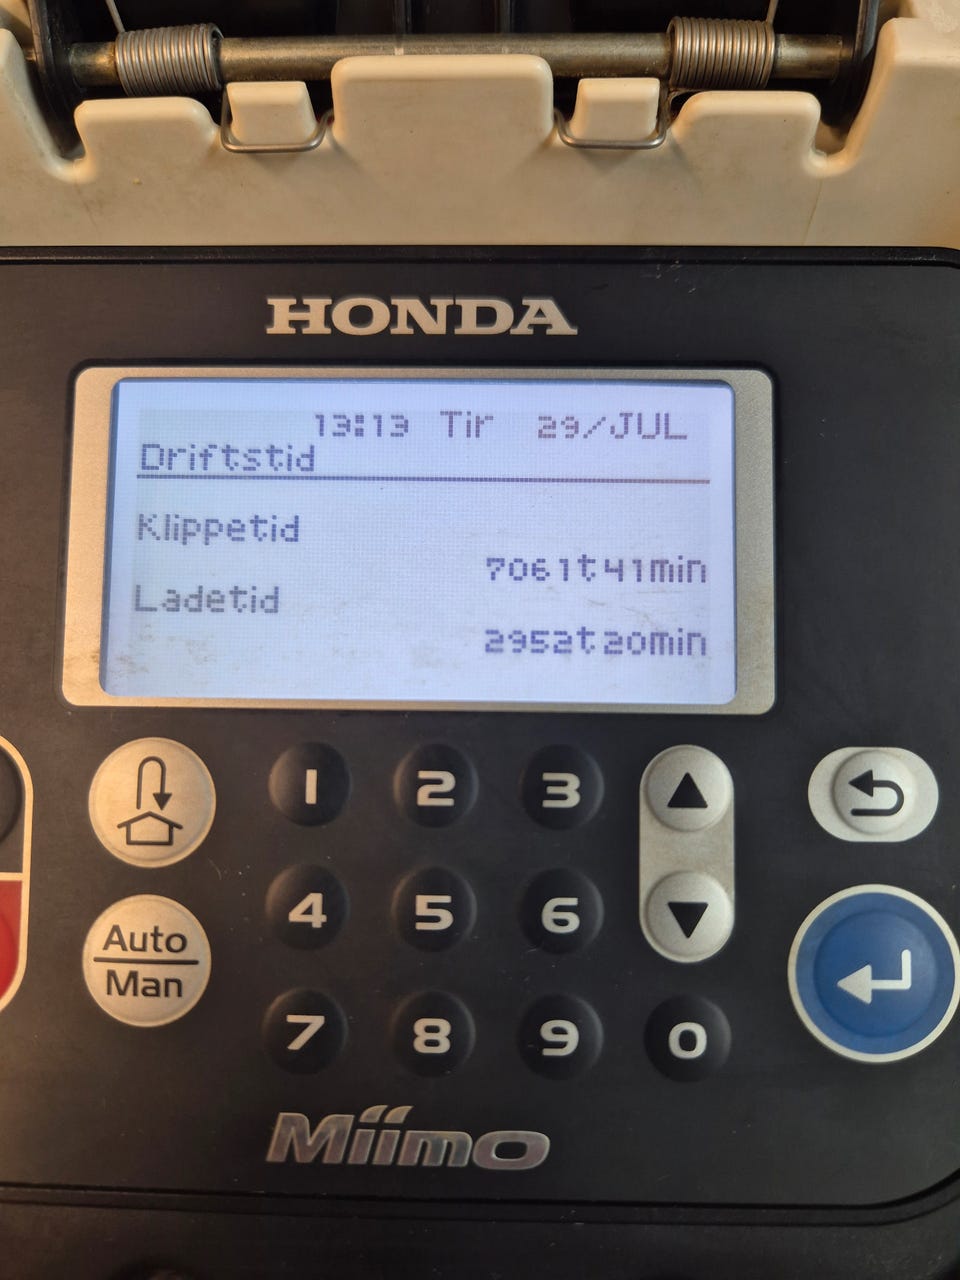 HONDA
13:13 Tir 29/JUL
Driftstid
Klippetid
7061t41min
Ladetid
2952t20min
1 2 3
Auto
Man
4 5 6
7 8 9 0
Miimo